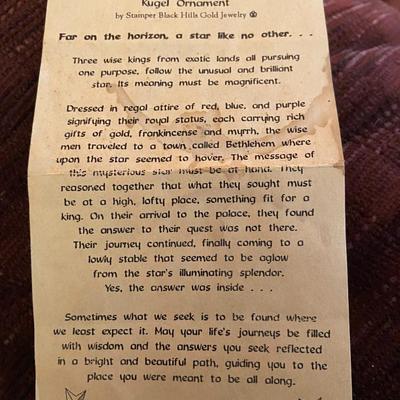 Kugel Ornament
by Stamper Black Hills Gold Jewelry
Far on the horizon, a star like no other. . .
Three wise kings from exotic lands all pursuing
one purpose, follow the unusual and brilliant
star. Its meaning must be magnificent.
Dressed in regal attire of red, blue, and purple
signifying their royal status, each carrying rich
gifts of gold, frankincense and myrrh, the wise
men traveled to a town called Bethlehem where
upon the star seemed to hover. The message of
this mysterious star must be at hand. They
reasoned together that what they sought must
be at a high, lofty place, something fit for a
king. On their arrival to the palace, they found
the answer to their quest was not there.
Their journey continued, finally coming to a
lowly stable that seemed to be aglow
from the star's illuminating splendor.
Yes, the answer was inside . . .
Sometimes what we seek is to be found where
we least expect it. May your life's journeys be filled
with wisdom and the answers you seek reflected
in a bright and beautiful path, guiding you to the
place you were meant to be all along.